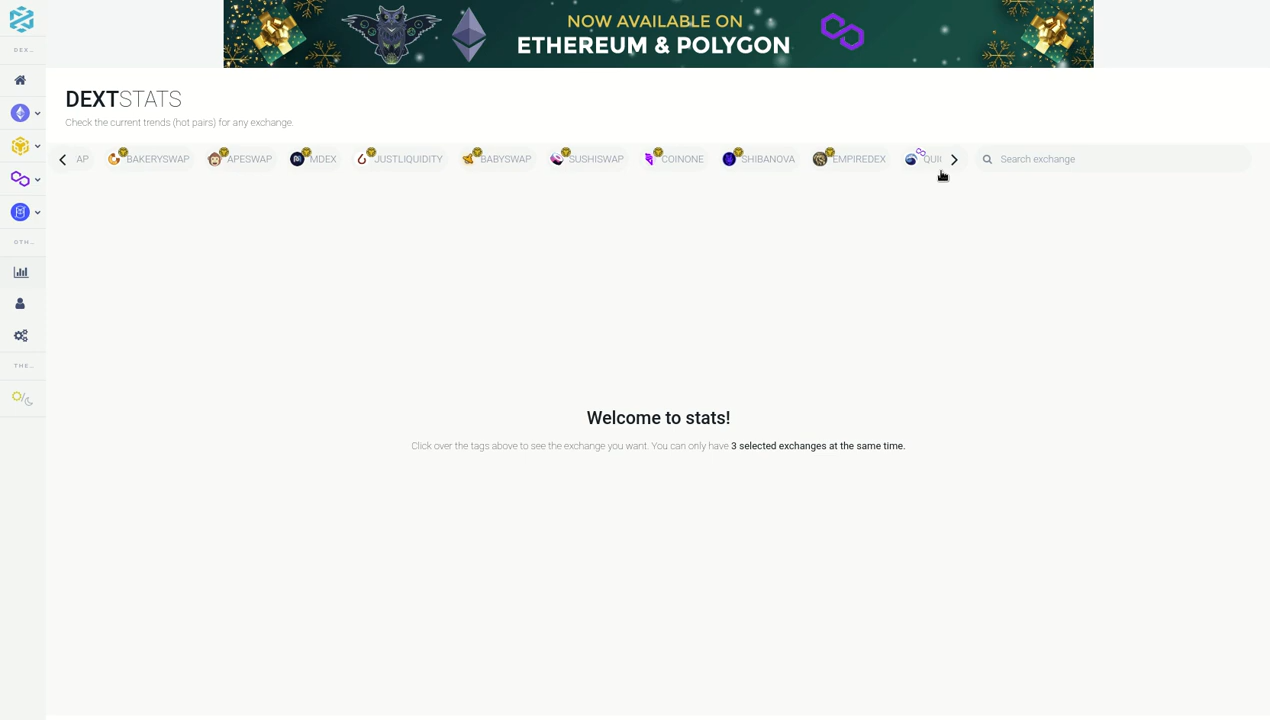 NOW AVAILABLE ON
ETHEREUM & POLYGON
DEX...
DEXTSTATS
Check the current trends (hot pairs) for any exchange.
AP BAKERYSWAP APESWAP MDEX JUSTLIQUIDITY BABYSWAP SUSHISWAP COINONE SHIBANOVA EMPIREDEX QUI Search exchange
OTH...
THE...
Welcome to stats!
Click over the tags above to see the exchange you want. You can only have 3 selected exchanges at the same time.